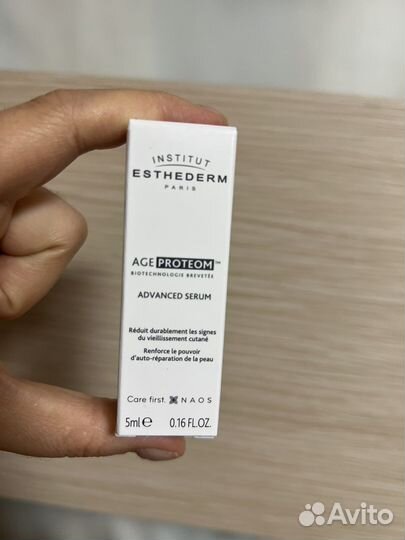 INSTITUT
ESTHEDERM
PARIS
AGE PROTEOM™
BIOTECHNOLOGIE BREVETÉE
ADVANCED SERUM
Réduit durablement les signes
du vieillissement cutané
Renforce le pouvoir
d'auto-réparation de la peau
Care first. NAOS
5ml ℮ 0.16 FL.OZ.
Avito